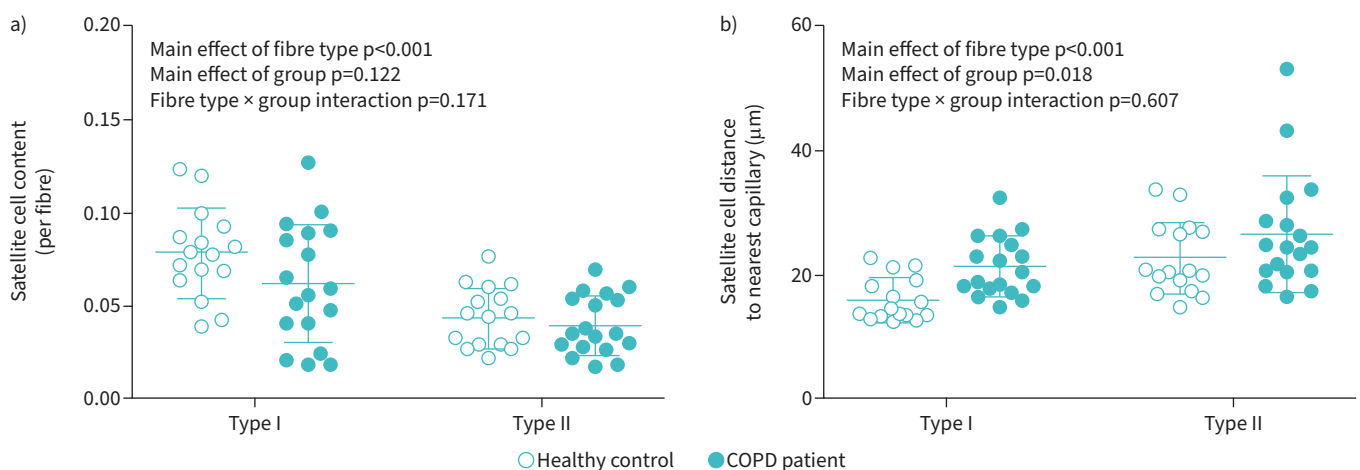 a)
Satellite cell content
(per fibre)
0.20
0.15
0.10
0.05
0.00
Main effect of fibre type p<0.001
Main effect of group p=0.122
Fibre type × group interaction p=0.171
Type I
Type II
b)
Satellite cell distance
to nearest capillary (μm)
60
40
20
0
Main effect of fibre type p<0.001
Main effect of group p=0.018
Fibre type × group interaction p=0.607
Type I
Type II
Healthy control
COPD patient